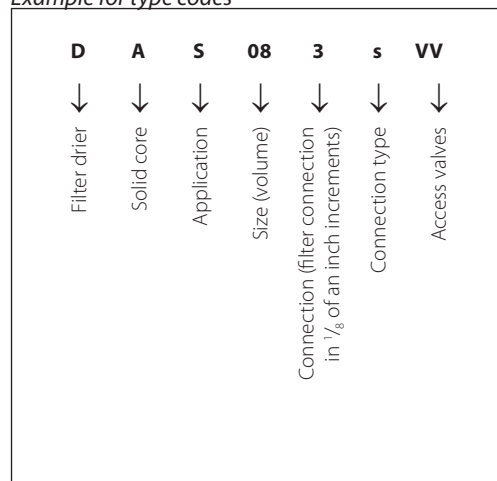 Example for type codes
D A S 08 3 s VV
Filter drier
Solid core
Application
Size (volume)
Connection (filter connection
in 1/8 of an inch increments)
Connection type
Access valves